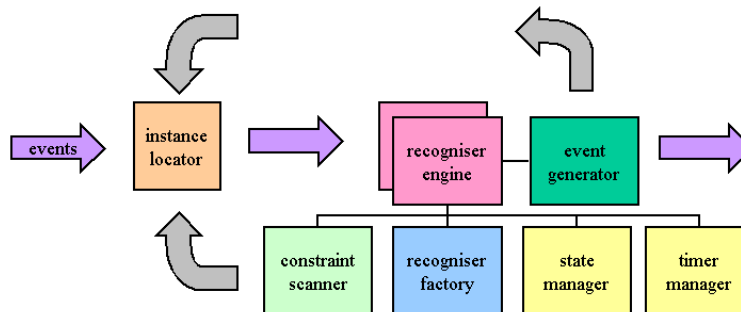 events
instance
locator
recogniser
engine
event
generator
constraint
scanner
recogniser
factory
state
manager
timer
manager